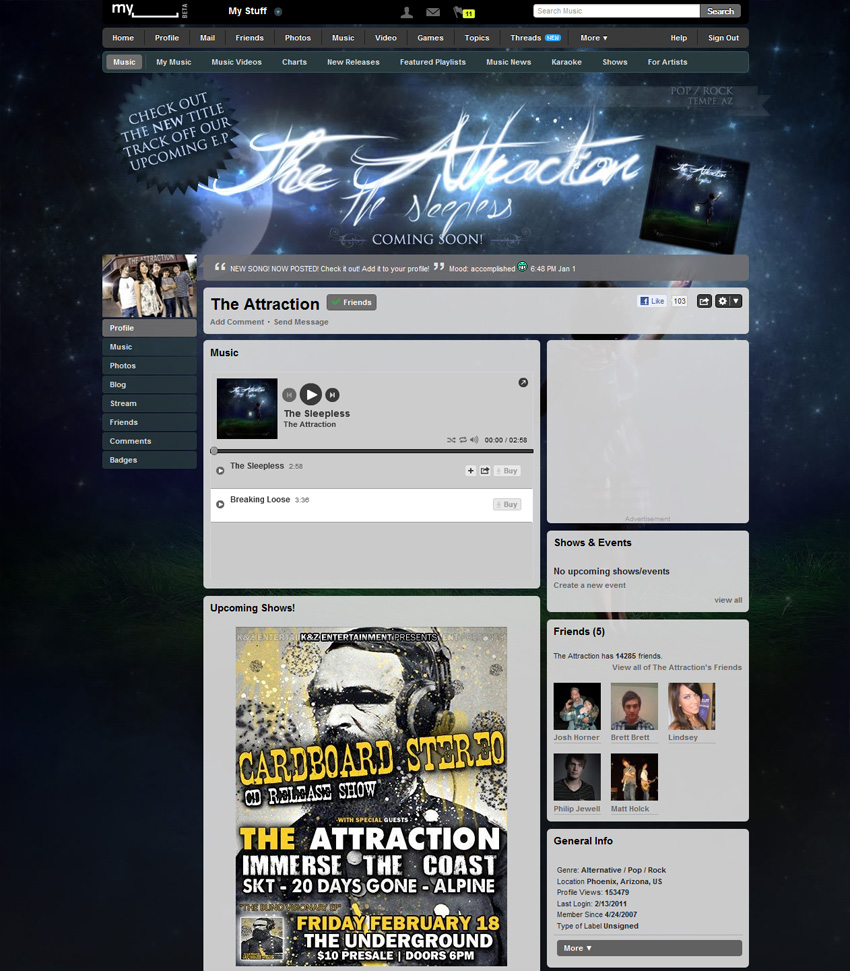 my
BETA
My Stuff
11
Search Music
Search
Home Profile Mail Friends Photos Music Video Games Topics Threads NEW More ▾ Help Sign Out
Music My Music Music Videos Charts New Releases Featured Playlists Music News Karaoke Shows For Artists
CHECK OUT
THE NEW TITLE
TRACK OFF OUR
UPCOMING E.P
POP / ROCK
TEMPE, AZ
The Attraction
The Sleepless
COMING SOON!
THE ATTRACTION
“ NEW SONG! NOW POSTED! Check it out! Add it to your profile! ” Mood: accomplished 6:48 PM Jan 1
The Attraction
Friends
Like 103
Add Comment • Send Message
Profile
Music
Photos
Blog
Stream
Friends
Comments
Badges
Music
The Sleepless
The Attraction
00:00 / 02:58
The Sleepless 2:58
Buy
Breaking Loose 3:36
Buy
Advertisement
Shows & Events
No upcoming shows/events
Create a new event
view all
Friends (5)
The Attraction has 14285 friends.
View all of The Attraction's Friends
Josh Horner Brett Brett Lindsey
Philip Jewell Matt Holck
General Info
Genre: Alternative / Pop / Rock
Location Phoenix, Arizona, US
Profile Views: 153479
Last Login: 2/13/2011
Member Since 4/24/2007
Type of Label Unsigned
More ▾
Upcoming Shows!
K&Z ENTERTAINMENT PRESENTS
CARDBOARD STEREO
CD RELEASE SHOW
WITH SPECIAL GUESTS
THE ATTRACTION
IMMERSE THE COAST
SKT - 20 DAYS GONE - ALPINE
FRIDAY FEBRUARY 18
THE UNDERGROUND
$10 PRESALE | DOORS 6PM